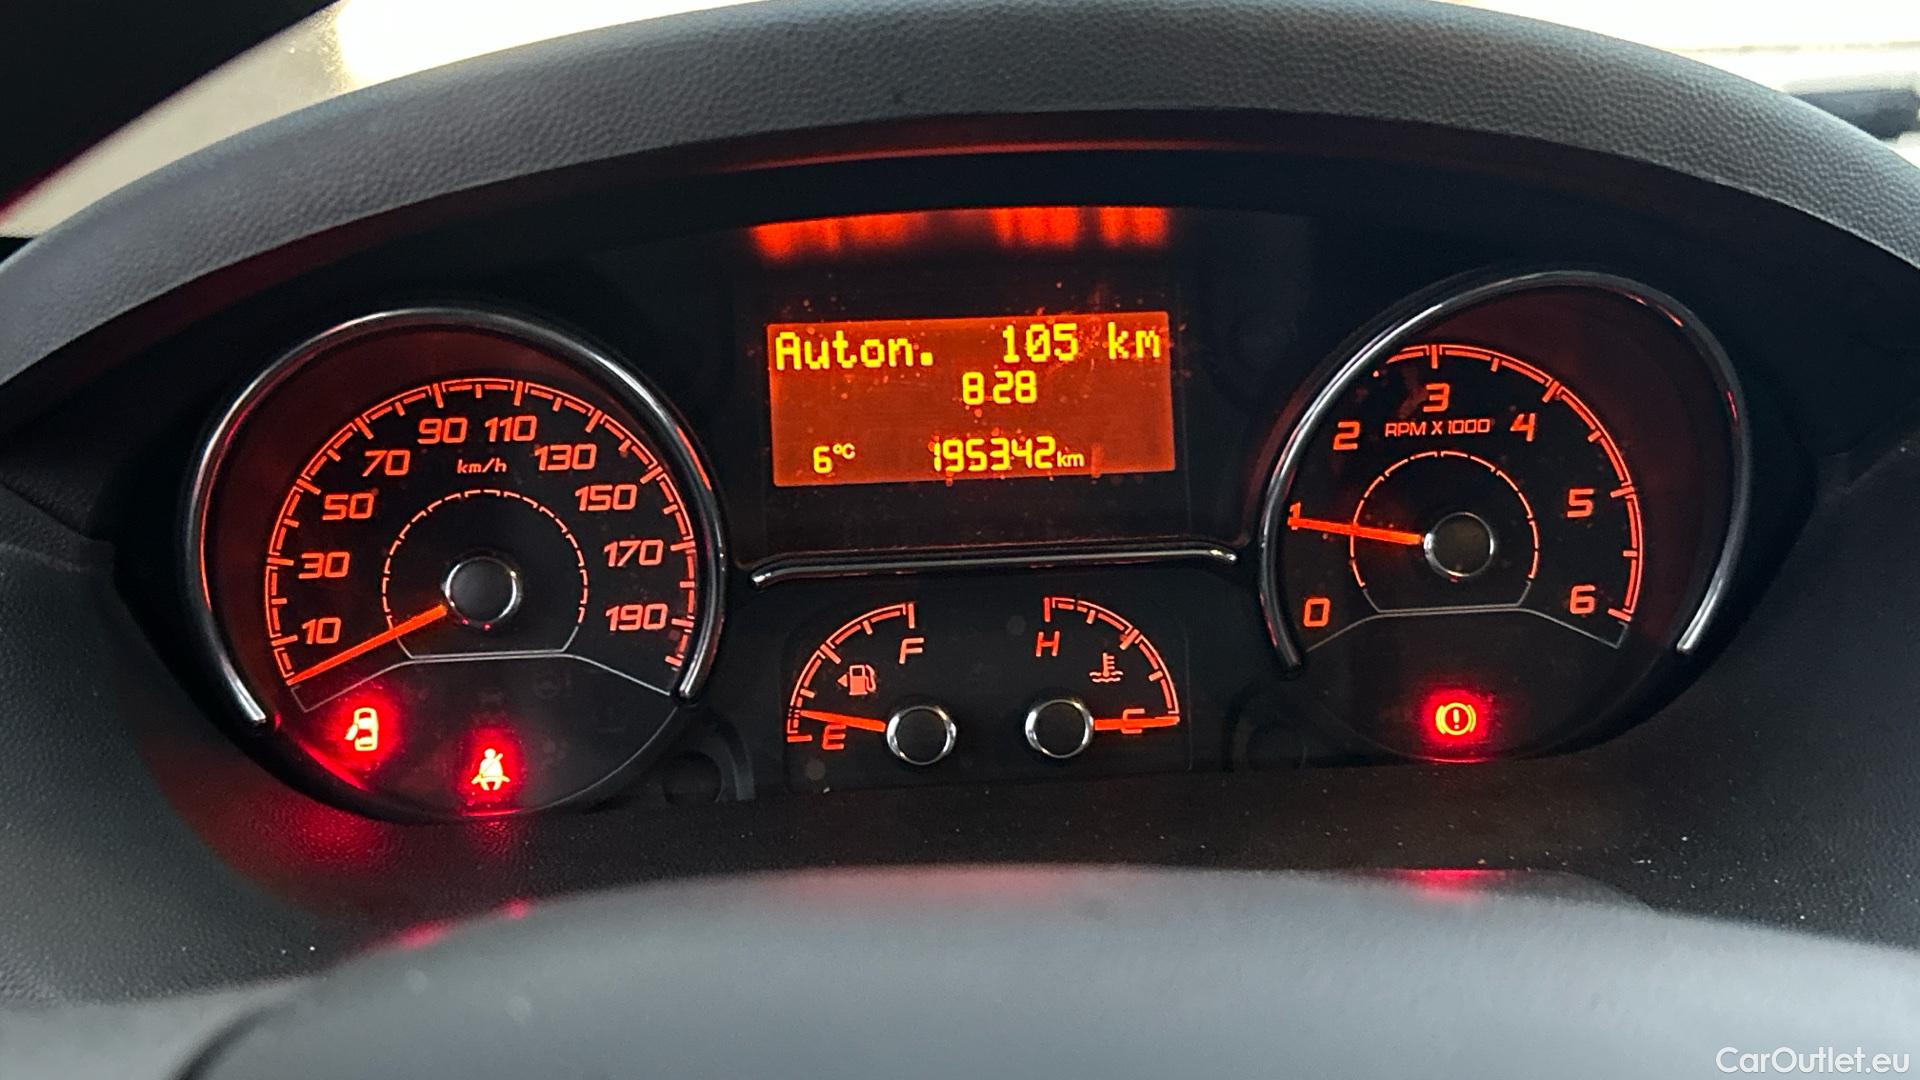 Auton. 105 km
8:28
6°C 195342km
10 30 50 70 90 110 130 150 170 190
km/h
0 1 2 3 4 5 6
RPM X 1000
F
E
H
C
CarOutlet.eu